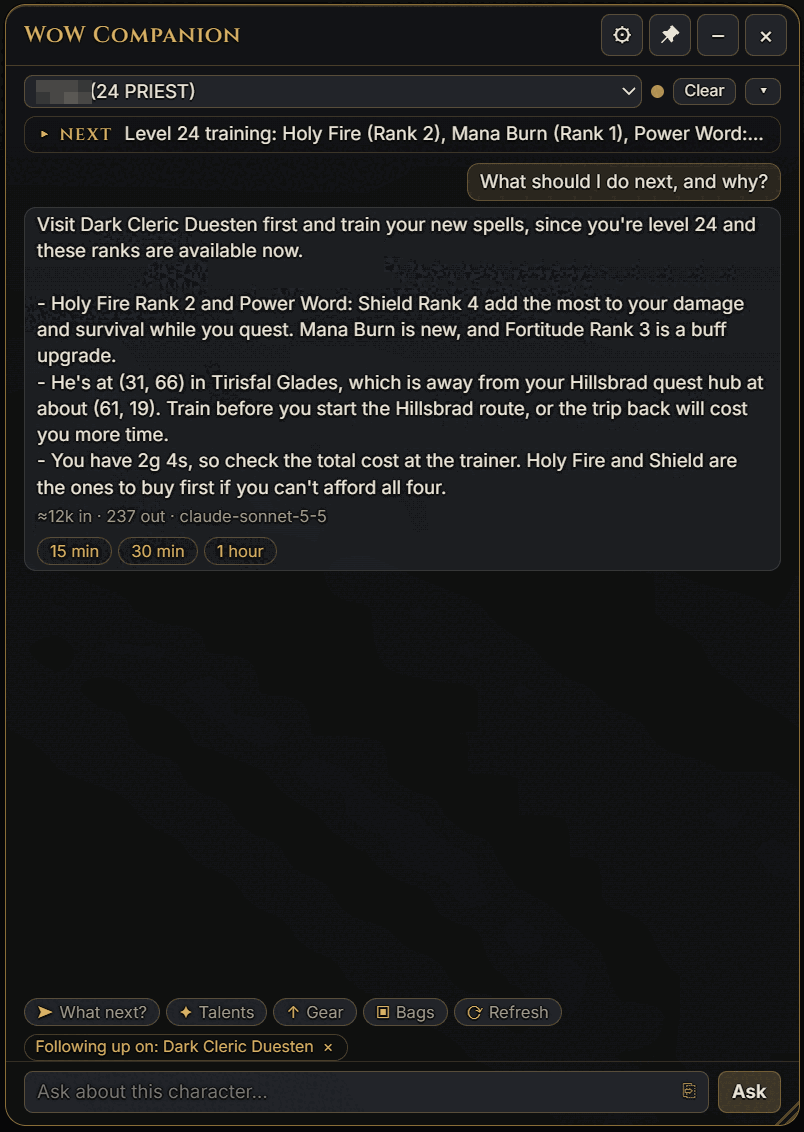 WoW Companion
(24 PRIEST)
Clear
NEXT Level 24 training: Holy Fire (Rank 2), Mana Burn (Rank 1), Power Word:...
What should I do next, and why?
Visit Dark Cleric Duesten first and train your new spells, since you're level 24 and
these ranks are available now.
- Holy Fire Rank 2 and Power Word: Shield Rank 4 add the most to your damage
and survival while you quest. Mana Burn is new, and Fortitude Rank 3 is a buff
upgrade.
- He's at (31, 66) in Tirisfal Glades, which is away from your Hillsbrad quest hub at
about (61, 19). Train before you start the Hillsbrad route, or the trip back will cost
you more time.
- You have 2g 4s, so check the total cost at the trainer. Holy Fire and Shield are
the ones to buy first if you can't afford all four.
≈12k in · 237 out · claude-sonnet-5-5
15 min 30 min 1 hour
What next? Talents Gear Bags Refresh
Following up on: Dark Cleric Duesten ×
Ask about this character... Ask